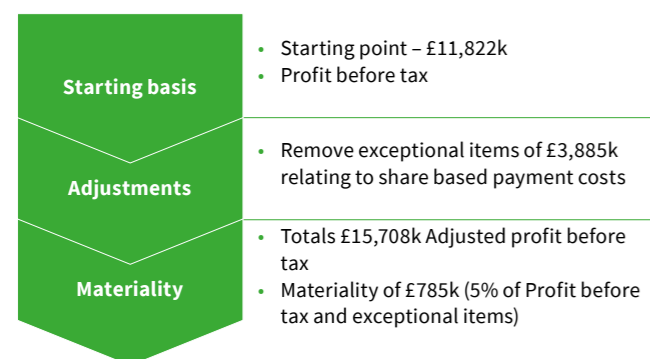 Starting basis
• Starting point – £11,822k
• Profit before tax
Adjustments
• Remove exceptional items of £3,885k
relating to share based payment costs
Materiality
• Totals £15,708k Adjusted profit before
tax
• Materiality of £785k (5% of Profit before
tax and exceptional items)